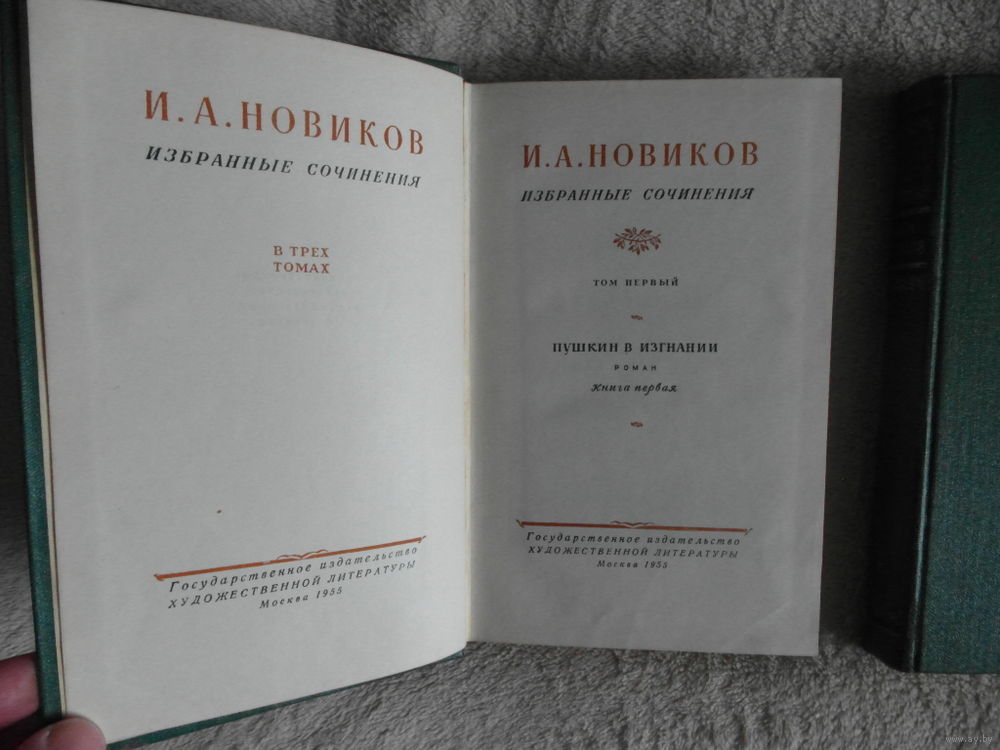 И. А. НОВИКОВ
ИЗБРАННЫЕ СОЧИНЕНИЯ
В ТРЕХ
ТОМАХ
Государственное издательство
ХУДОЖЕСТВЕННОЙ ЛИТЕРАТУРЫ
Москва 1955
И. А. НОВИКОВ
ИЗБРАННЫЕ СОЧИНЕНИЯ
ТОМ ПЕРВЫЙ
ПУШКИН В ИЗГНАНИИ
РОМАН
Книга первая
Государственное издательство
ХУДОЖЕСТВЕННОЙ ЛИТЕРАТУРЫ
Москва 1955
www.ay.by